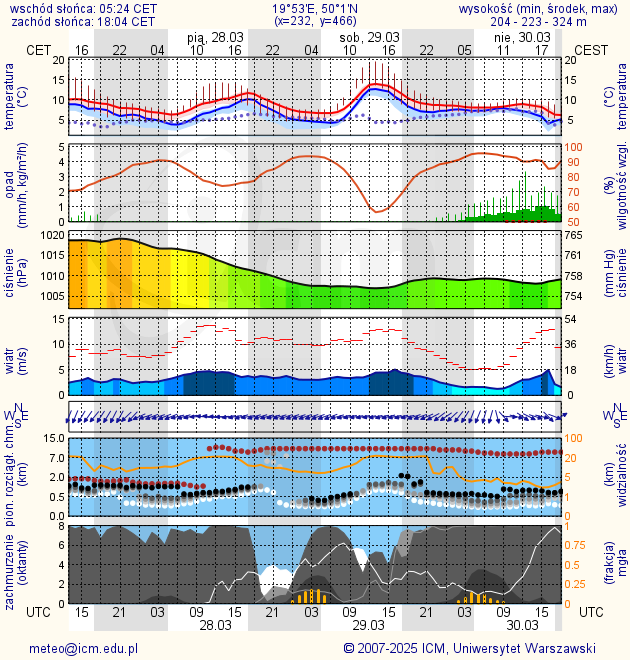 wschód słońca: 05:24 CET
19°53'E, 50°1'N
wysokość (min, środek, max)
zachód słońca: 18:04 CET
(x=232, y=466)
204 - 223 - 324 m
pią, 28.03
sob, 29.03
nie, 30.03
CET
16 22 04 10 16 22 04 10 16 22 05 11 17
CEST
temperatura
(°C)
20
15
10
5
20
15
10
5
temperatura
(°C)
opad
(mm/h, kg/m²/h)
5
4
3
2
1
0
100
90
80
70
60
50
(%)
wilgotność wzgl.
ciśnienie
(hPa)
1020
1015
1010
1005
765
761
758
754
(mm Hg)
ciśnienie
wiatr
(m/s)
15
10
5
0
54
36
18
0
(km/h)
wiatr
N
W E
S
N
W E
S
pion. rozciągł. chm.
(km)
15.0
7.0
2.0
0.5
0.0
100
20
5
1
0
(km)
widzialność
zachmurzenie
(oktanty)
8
6
4
2
0
1
0.75
0.5
0.25
0
(frakcja)
mgła
UTC
15 21 03 09 15 21 03 09 15 21 03 09 15
UTC
28.03
29.03
30.03
meteo@icm.edu.pl
© 2007-2025 ICM, Uniwersytet Warszawski